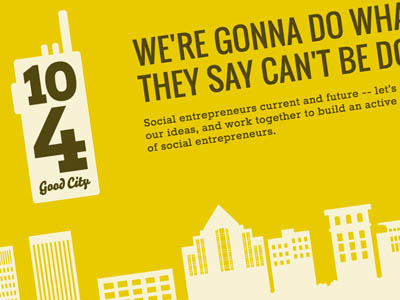 10
4
Good City
WE'RE GONNA DO WHA
THEY SAY CAN'T BE DO
Social entrepreneurs current and future -- let's
our ideas, and work together to build an active
of social entrepreneurs.